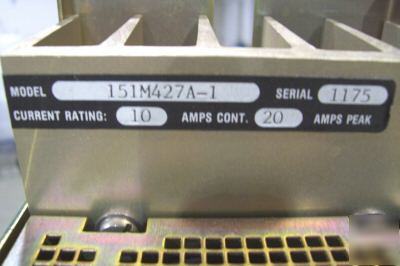 MODEL 151M427A-1 SERIAL 1175
CURRENT RATING: 10 AMPS CONT. 20 AMPS PEAK